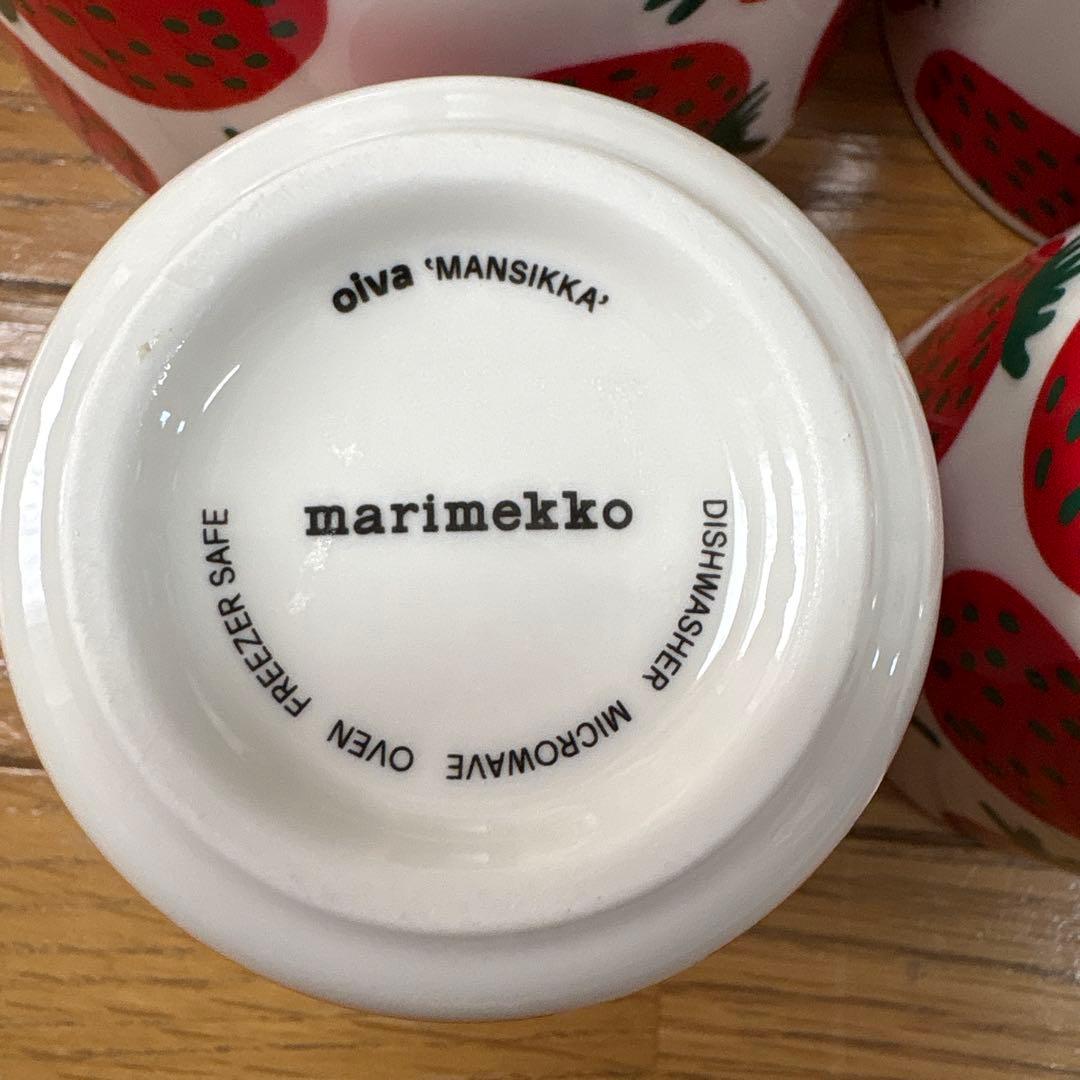 oiva ‘MANSIKKA’
marimekko
DISHWASHER MICROWAVE OVEN FREEZER SAFE